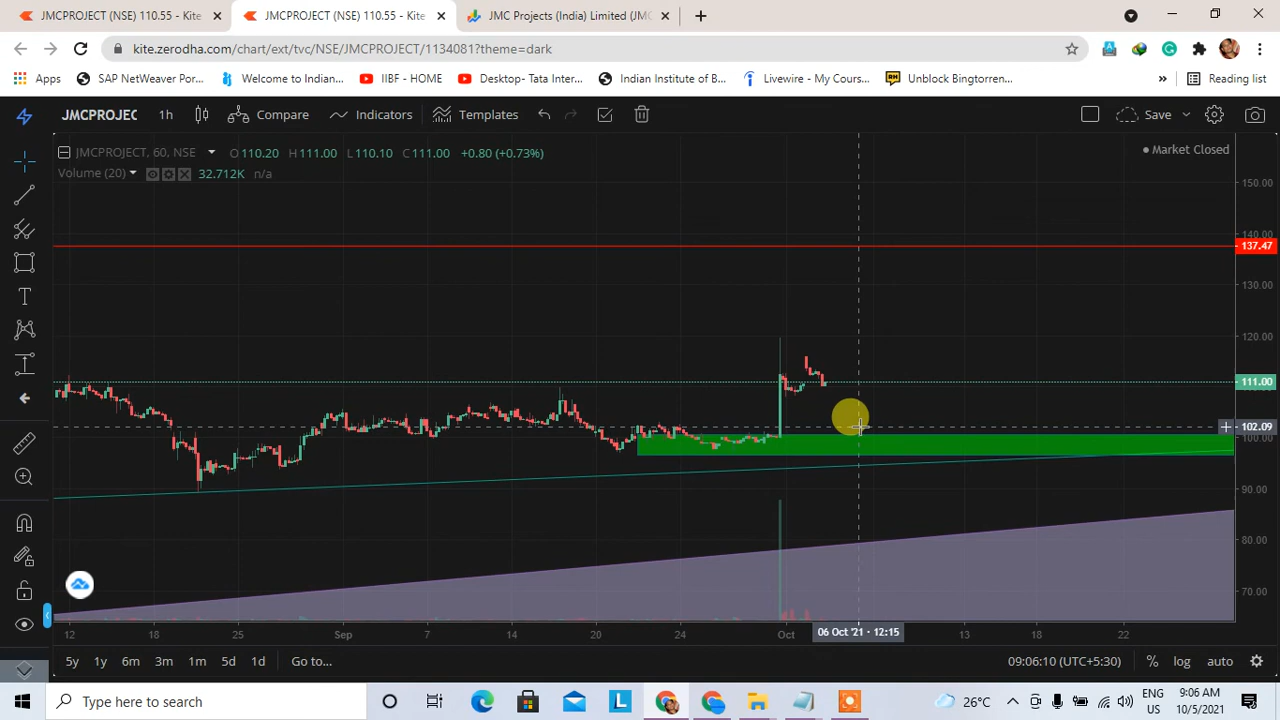 JMCPROJECT (NSE) 110.55 - Kite
JMCPROJECT (NSE) 110.55 - Kite
JMC Projects (India) Limited (JMC
kite.zerodha.com/chart/ext/tvc/NSE/JMCPROJECT/1134081?theme=dark
Apps
SAP NetWeaver Por...
Welcome to Indian...
IIBF - HOME
Desktop- Tata Inter...
Indian Institute of B...
Livewire - My Cours...
Unblock Bingtorren...
»
Reading list
JMCPROJEC
1h
Compare
Indicators
Templates
Save
JMCPROJECT, 60, NSE
O 110.20 H 111.00 L 110.10 C 111.00 +0.80 (+0.73%)
Market Closed
Volume (20)
32.712K n/a
150.00
140.00
137.47
130.00
120.00
111.00
102.09
100.00
90.00
80.00
70.00
12
18
25
Sep
7
14
20
24
Oct
06 Oct '21 · 12:15
13
18
22
5y
1y
6m
3m
1m
5d
1d
Go to...
09:06:10 (UTC+5:30)
%
log
auto
Type here to search
26°C
ENG
US
9:06 AM
10/5/2021